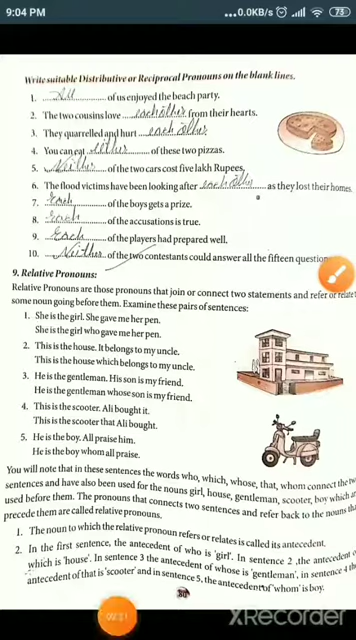 9:04 PM
...0.0KB/s
73
Write suitable Distributive or Reciprocal Pronouns on the blank lines.
1. ...All... of us enjoyed the beach party.
2. The two cousins love ...each other... from their hearts.
3. They quarrelled and hurt ...each other...
4. You can eat ...either... of these two pizzas.
5. ...Neither... of the two cars cost five lakh Rupees.
6. The flood victims have been looking after ...each other... as they lost their homes.
7. ...Each... of the boys gets a prize.
8. ...Each... of the accusations is true.
9. ...Each... of the players had prepared well.
10. ...Neither... of the two contestants could answer all the fifteen question
9. Relative Pronouns:
Relative Pronouns are those pronouns that join or connect two statements and refer or relate t
some noun going before them. Examine these pairs of sentences:
1. She is the girl. She gave me her pen.
She is the girl who gave me her pen.
2. This is the house. It belongs to my uncle.
This is the house which belongs to my uncle.
3. He is the gentleman. His son is my friend.
He is the gentleman whose son is my friend.
4. This is the scooter. Ali bought it.
This is the scooter that Ali bought.
5. He is the boy. All praise him.
He is the boy whom all praise.
You will note that in these sentences the words who, which, whose, that, whom connect the tw
sentences and have also been used for the nouns girl, house, gentleman, scooter, boy which a
used before them. The pronouns that connects two sentences and refer back to the nouns tha
precede them are called relative pronouns.
1. The noun to which the relative pronoun refers or relates is called its antecedent.
2. In the first sentence, the antecedent of who is 'girl'. In sentence 2, the antecedent o
which is 'house'. In sentence 3 the antecedent of whose is 'gentleman', in sentence 4 th
antecedent of that is 'scooter' and in sentence 5, the antecedent of 'whom' is boy.
XRecorder